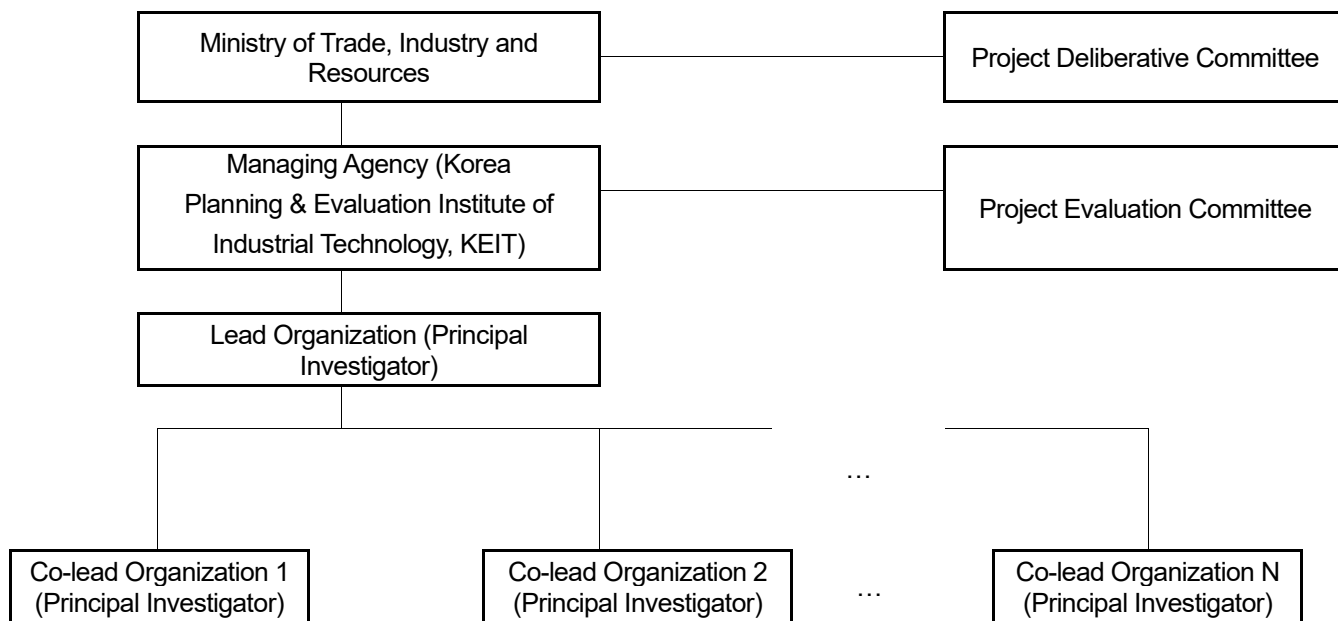 Ministry of Trade, Industry and
Resources
Project Deliberative Committee
Managing Agency (Korea
Planning & Evaluation Institute of
Industrial Technology, KEIT)
Project Evaluation Committee
Lead Organization (Principal
Investigator)
...
Co-lead Organization 1
(Principal Investigator)
Co-lead Organization 2
(Principal Investigator)
...
Co-lead Organization N
(Principal Investigator)